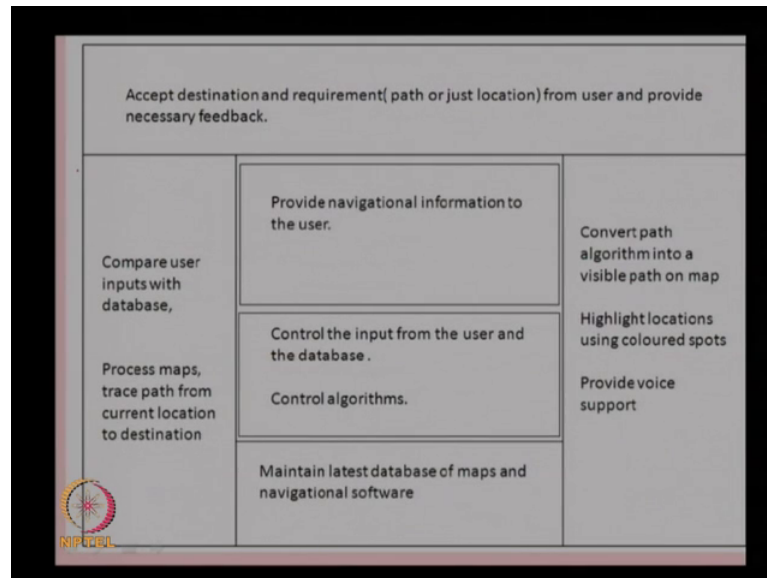 Accept destination and requirement( path or just location) from user and provide
necessary feedback.
Compare user
inputs with
database,
Process maps,
trace path from
current location
to destination
Provide navigational information to
the user.
Control the input from the user and
the database .
Control algorithms.
Maintain latest database of maps and
navigational software
Convert path
algorithm into a
visible path on map
Highlight locations
using coloured spots
Provide voice
support
NPTEL